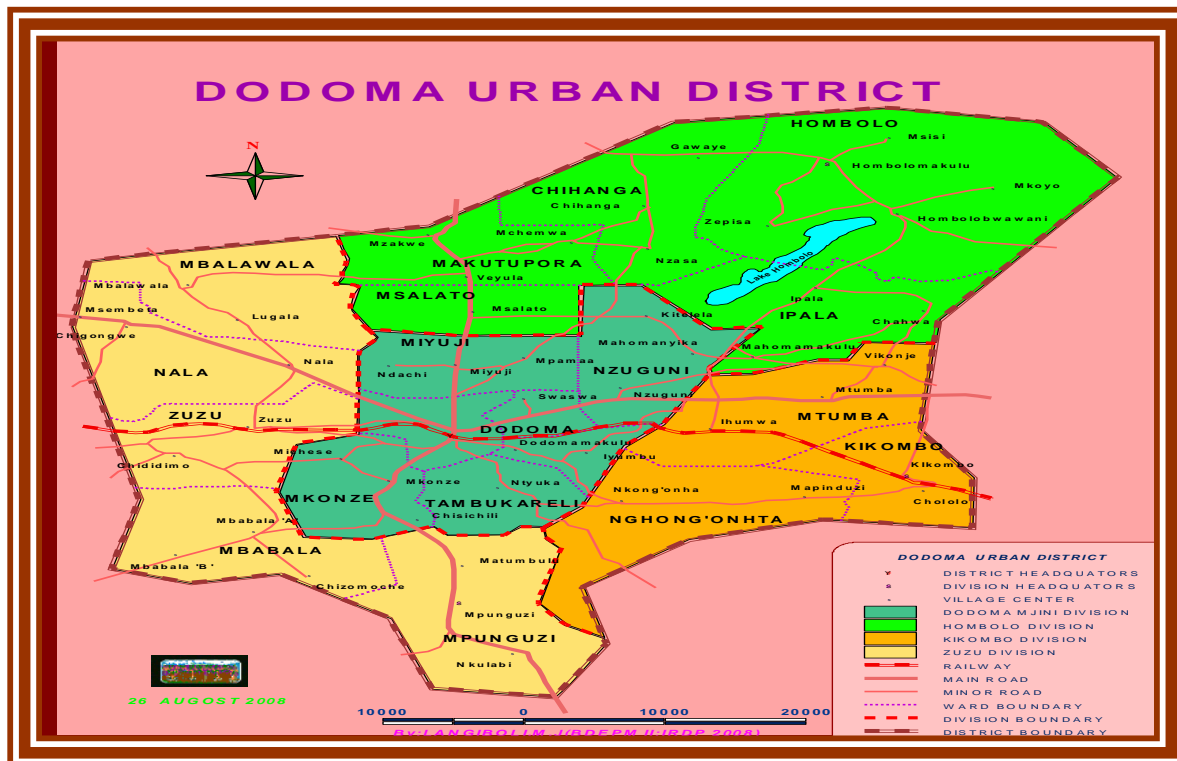 DODOMA URBAN DISTRICT
N
HOMBOLO
Msisi
Gawaye
Hombolomakulu
s
CHIHANGA
Mkoyo
Chihanga
Zepisa
Hombolobwawani
Mchemwa
Mzakwe
MAKUTUPORA
Nzasa
MBALAWALA
Veyula
Lake Hombolo
Mbalawala
MSALATO
Ipala
Msembeta
Lugala
Msalato
Kitelela
IPALA
Chahwa
Chigongwe
MIYUJI
Mahomanyika
Mahomamakulu
Vikonje
Nala
Mpamaa
NALA
Ndachi
Miyuji
NZUGUNI
Mtumba
Swaswa
Nzuguni
ZUZU
MTUMBA
Zuzu
DODOMA
Ihumwa
Dodomamakulu
KIKOMBO
Michese
Iyumbu
Chididimo
KIkombo
Mkonze
Ntyuka
Nkong'onha
Mapinduzi
MKONZE
TAMBUKARELI
Chololo
Mbabala 'A'
Chisichili
NGHONG'ONHTA
MBABALA
Mbabala 'B'
Matumbulu
Chizomoche
s
Mpunguzi
MPUNGUZI
Nkulabi
DODOMA URBAN DISTRICT
DISTRICT HEADQUATORS
s DIVISION HEADQUATORS
VILLAGE CENTER
DODOMA MJINI DIVISION
HOMBOLO DIVISION
KIKOMBO DIVISION
ZUZU DIVISION
RAILWAY
MAIN ROAD
MINOR ROAD
WARD BOUNDARY
DIVISION BOUNDARY
DISTRICT BOUNDARY
26 AUGOST 2008
10000 0 10000 20000
2008)